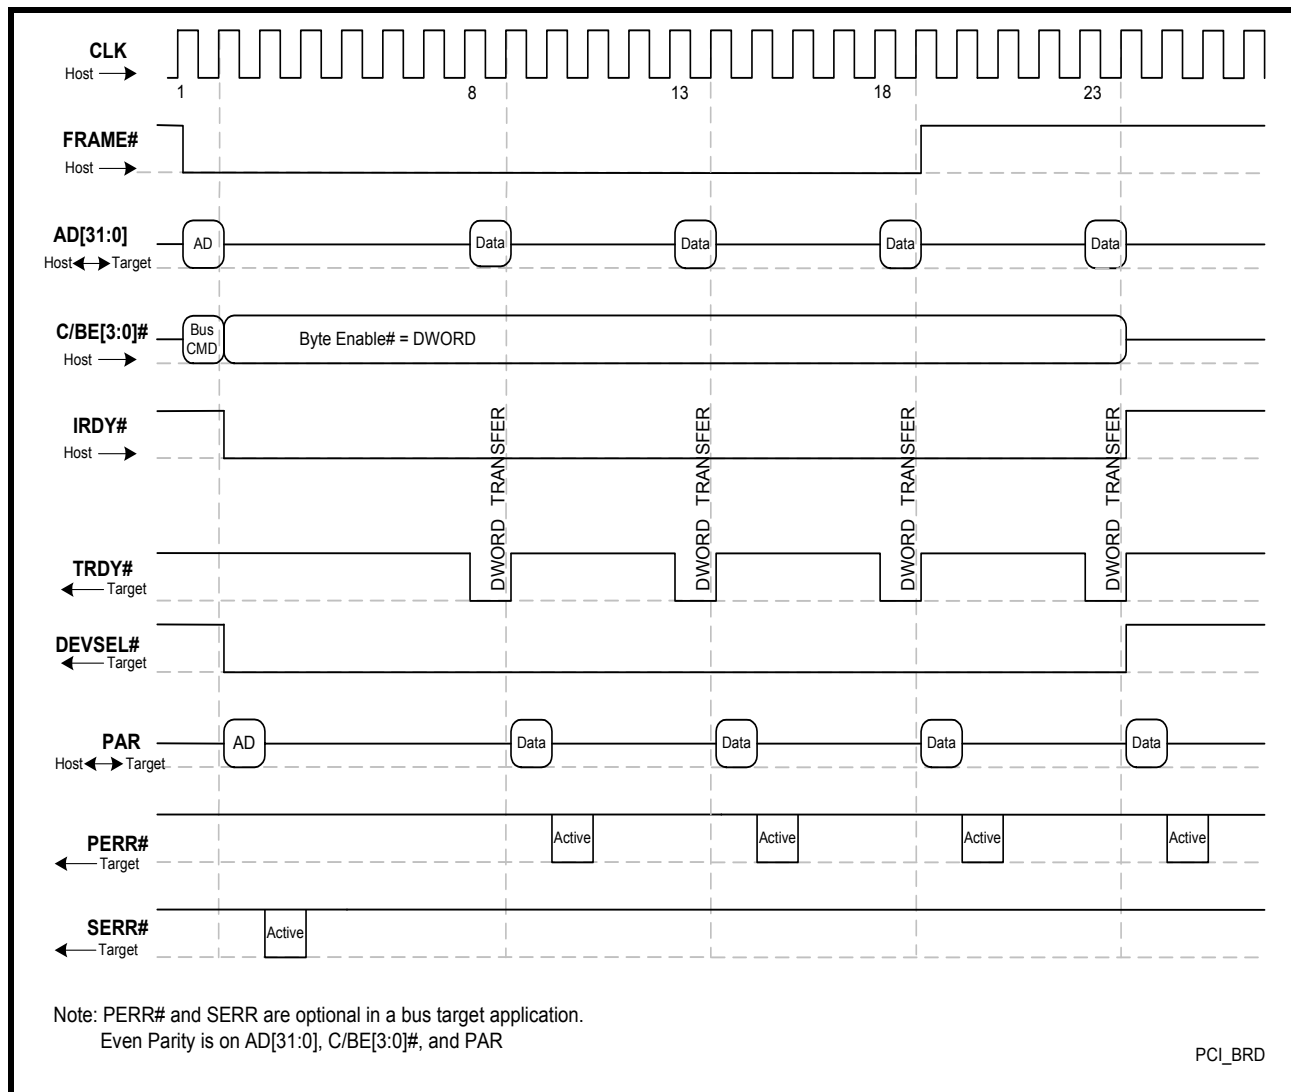 CLK
Host
1 8 13 18 23
FRAME#
Host
AD[31:0]
Host Target
AD Data Data Data Data
C/BE[3:0]#
Host
Bus
CMD
Byte Enable# = DWORD
IRDY#
Host
DWORD TRANSFER
DWORD TRANSFER
DWORD TRANSFER
DWORD TRANSFER
TRDY#
Target
DEVSEL#
Target
PAR
Host Target
AD Data Data Data Data
PERR#
Target
Active Active Active Active
SERR#
Target
Active
Note: PERR# and SERR are optional in a bus target application.
Even Parity is on AD[31:0], C/BE[3:0]#, and PAR
PCI_BRD